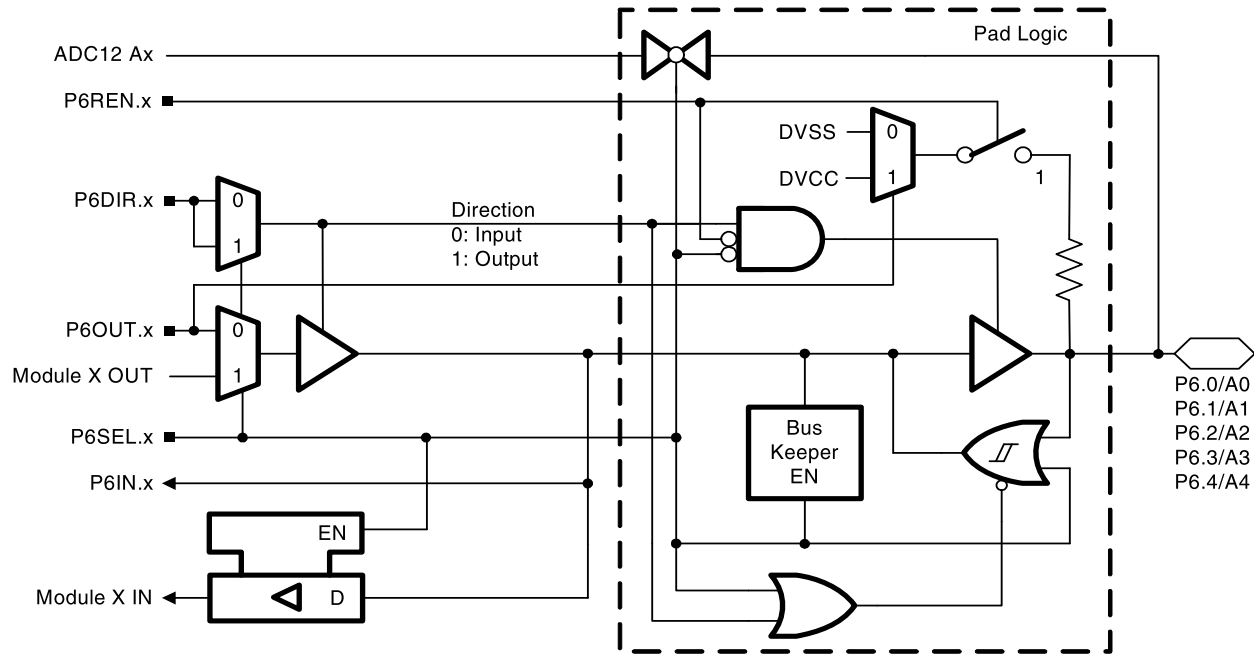 Pad Logic
ADC12 Ax
P6REN.x
DVSS
0
DVCC
1
1
P6DIR.x
0
1
Direction
0: Input
1: Output
P6OUT.x
0
Module X OUT
1
P6.0/A0
P6.1/A1
P6.2/A2
P6.3/A3
P6.4/A4
P6SEL.x
Bus
Keeper
EN
P6IN.x
EN
Module X IN
D